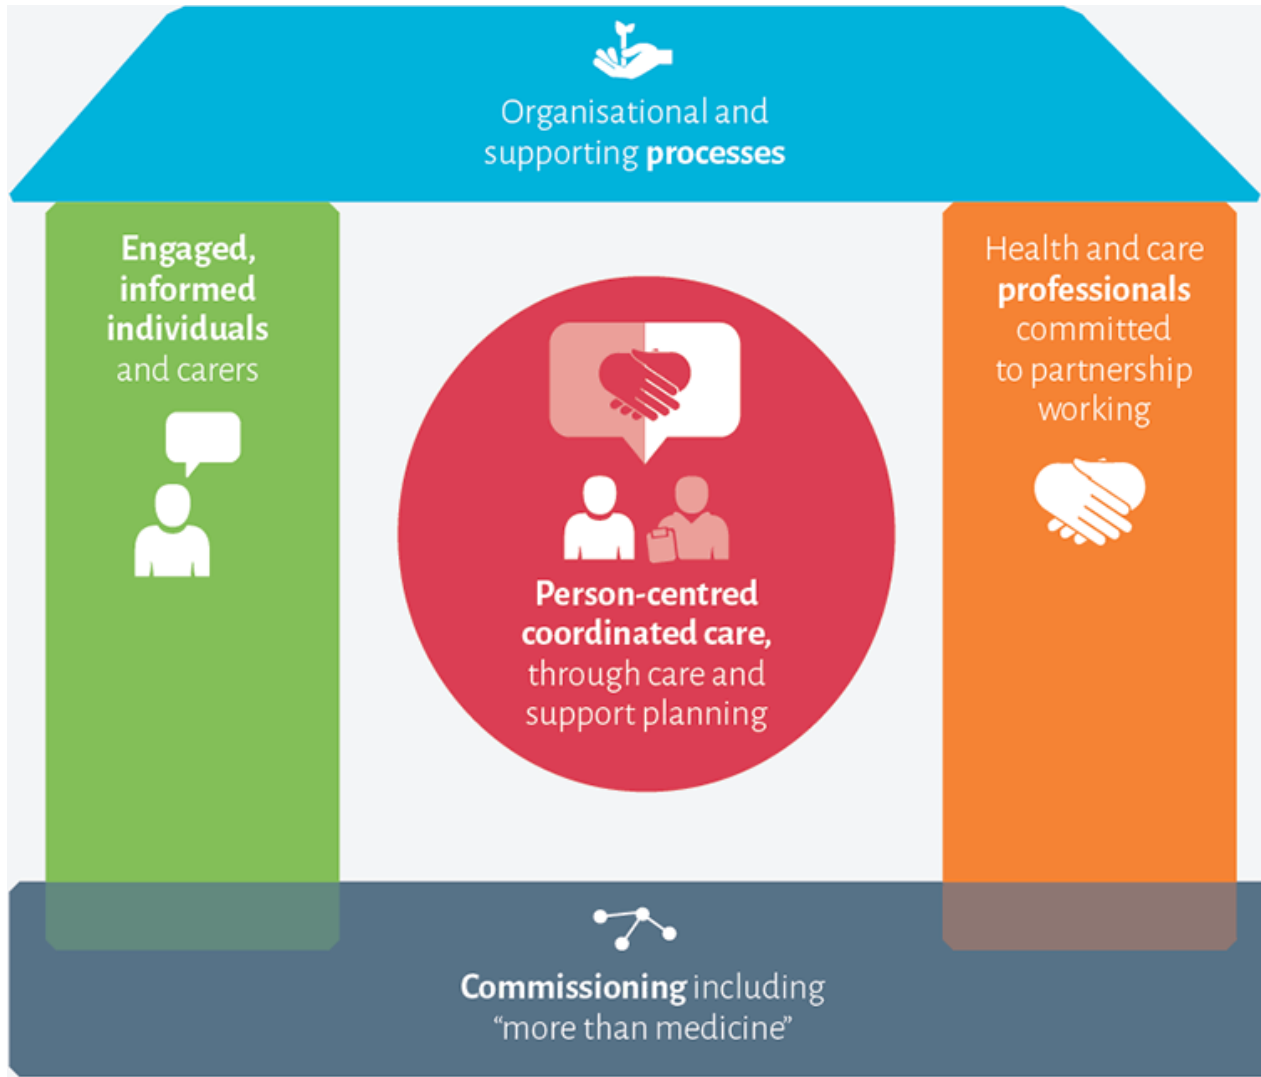 Organisational and
supporting processes
Engaged,
informed
individuals
and carers
Health and care
professionals
committed
to partnership
working
Person-centred
coordinated care,
through care and
support planning
Commissioning including
“more than medicine”